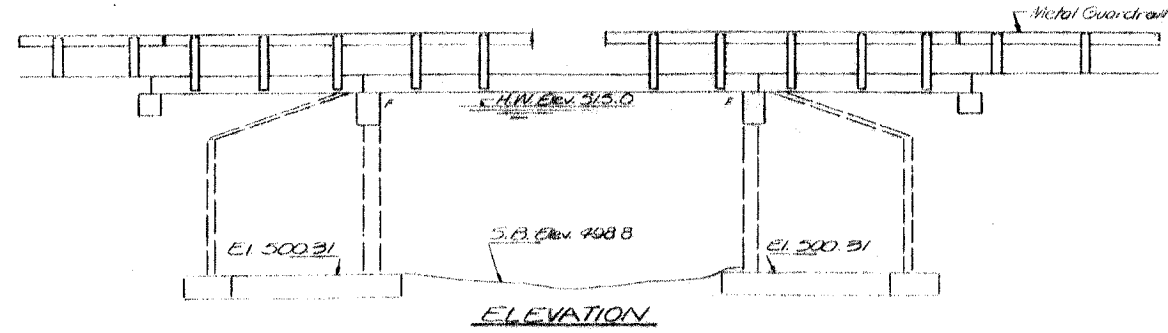 Metal Guardrail
H.W. Elev. 515.0
F
F
S.B. Elev. 498.8
El. 500.31
El. 500.31
ELEVATION